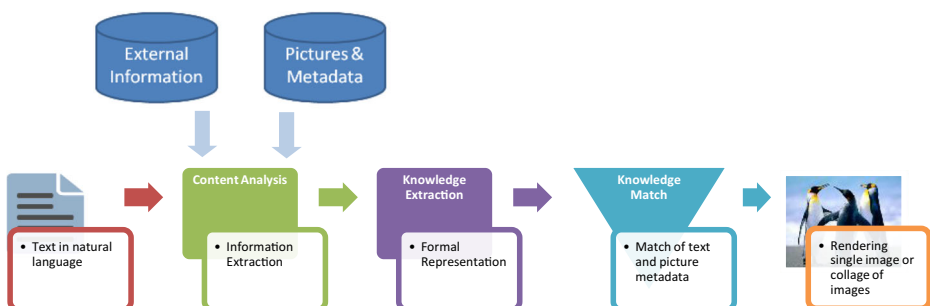 External
Information
Pictures &
Metadata
Content Analysis
Knowledge
Extraction
Knowledge
Match
• Text in natural
language
• Information
Extraction
• Formal
Representation
• Match of text
and picture
metadata
• Rendering
single image or
collage of
images